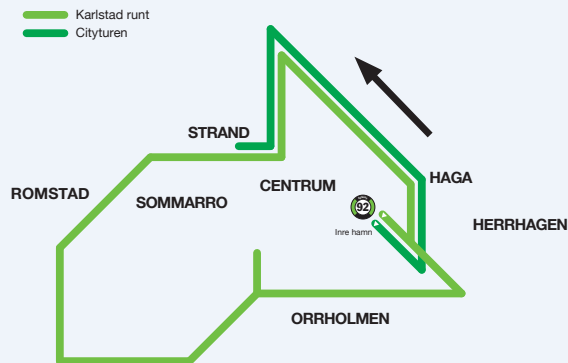 Karlstad runt
Cityturen
STRAND
HAGA
CENTRUM
ROMSTAD
SOMMARRO
92
HERRHAGEN
Inre hamn
ORRHOLMEN